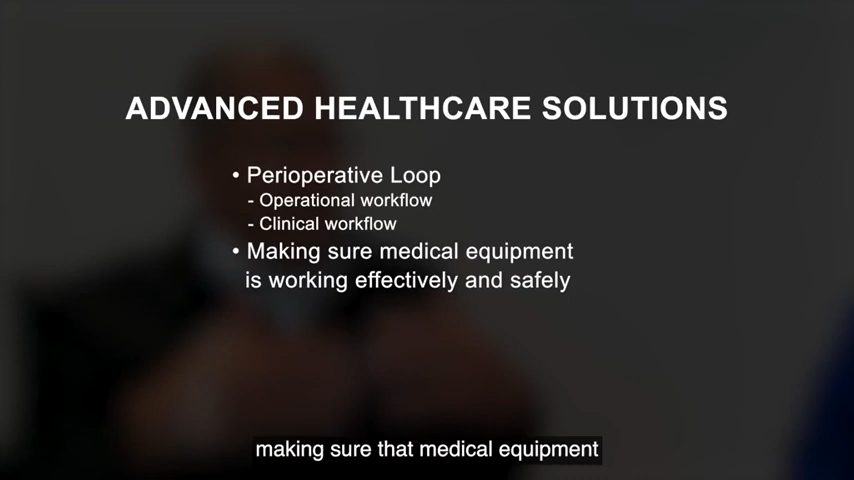 ADVANCED HEALTHCARE SOLUTIONS
• Perioperative Loop
- Operational workflow
- Clinical workflow
• Making sure medical equipment
is working effectively and safely
making sure that medical equipment